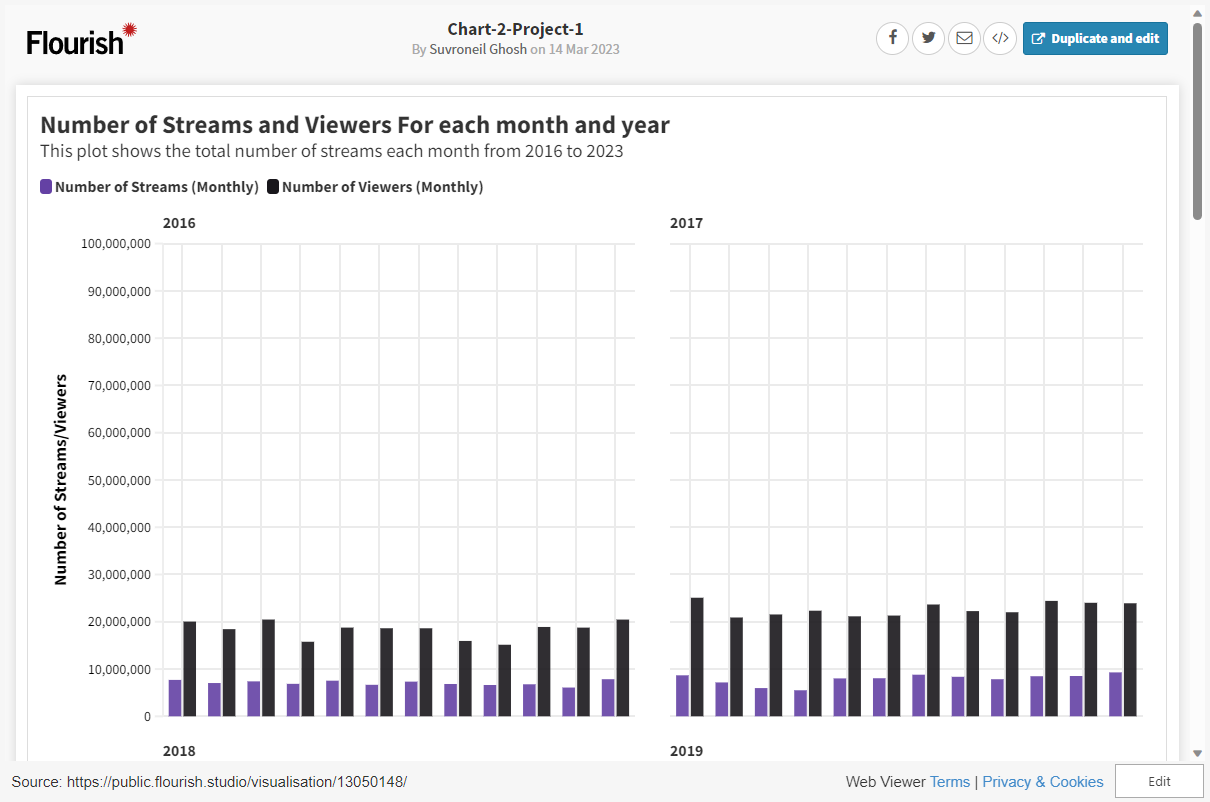 Flourish
Chart-2-Project-1
By Suvroneil Ghosh on 14 Mar 2023
Duplicate and edit
Number of Streams and Viewers For each month and year
This plot shows the total number of streams each month from 2016 to 2023
Number of Streams (Monthly) Number of Viewers (Monthly)
2016 2017
Number of Streams/Viewers
100,000,000
90,000,000
80,000,000
70,000,000
60,000,000
50,000,000
40,000,000
30,000,000
20,000,000
10,000,000
0
2018 2019
Source: https://public.flourish.studio/visualisation/13050148/
Web Viewer Terms | Privacy & Cookies
Edit